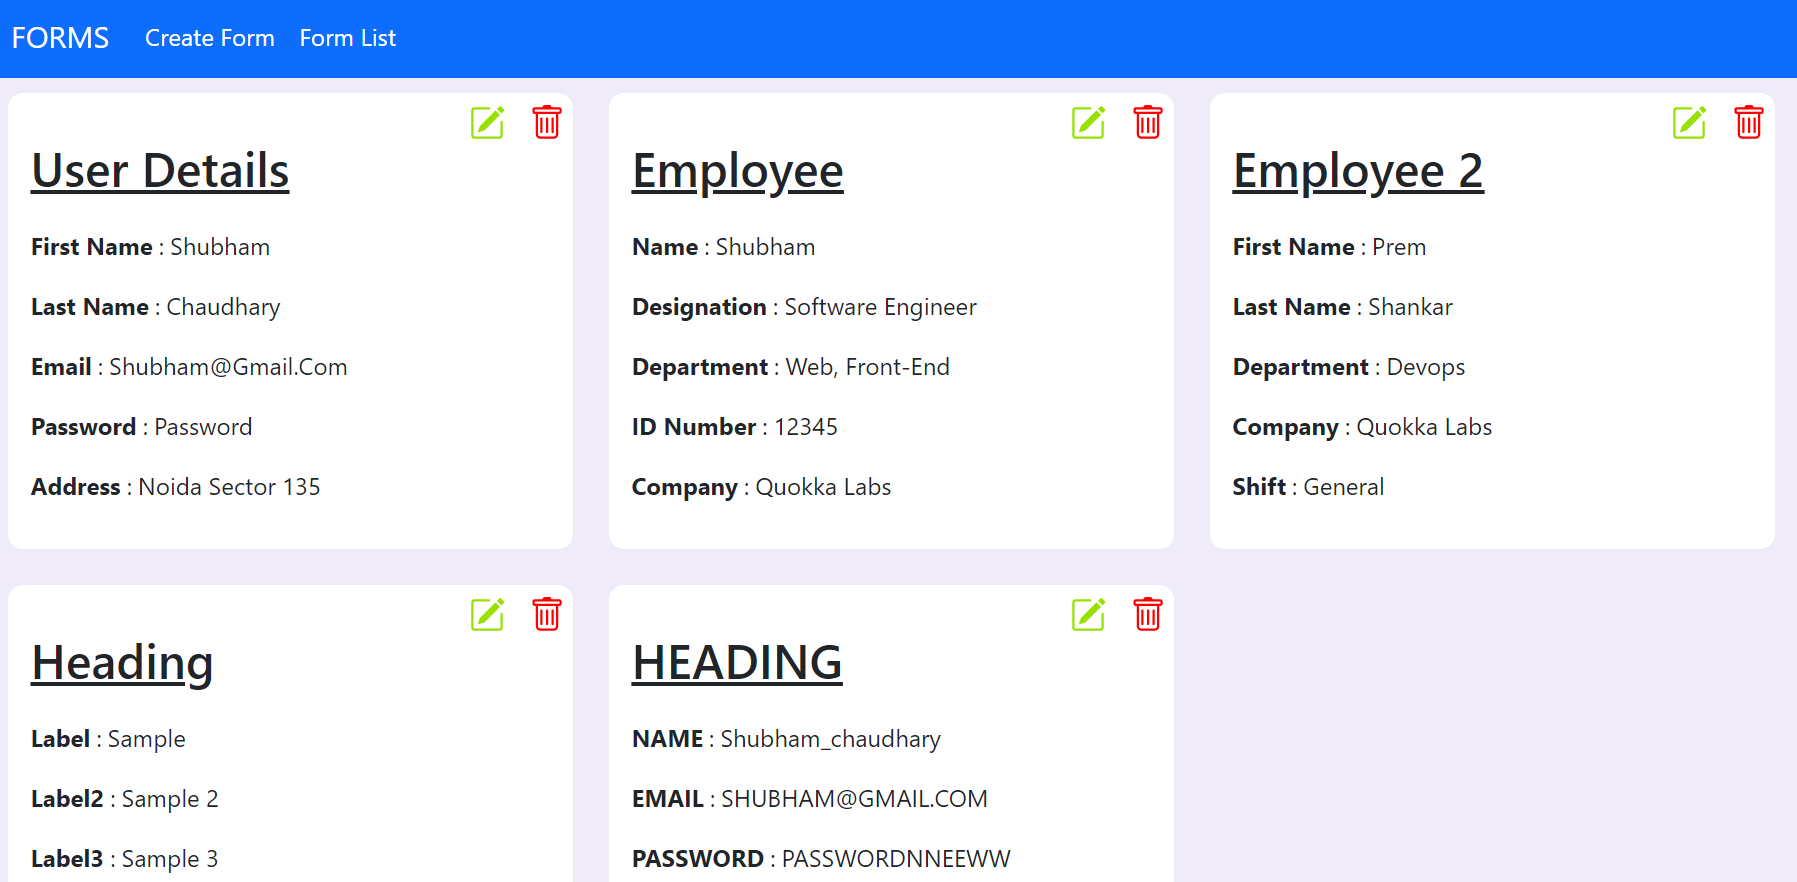 FORMS Create Form Form List
User Details
First Name : Shubham
Last Name : Chaudhary
Email : Shubham@Gmail.Com
Password : Password
Address : Noida Sector 135
Employee
Name : Shubham
Designation : Software Engineer
Department : Web, Front-End
ID Number : 12345
Company : Quokka Labs
Employee 2
First Name : Prem
Last Name : Shankar
Department : Devops
Company : Quokka Labs
Shift : General
Heading
Label : Sample
Label2 : Sample 2
Label3 : Sample 3
HEADING
NAME : Shubham_chaudhary
EMAIL : SHUBHAM@GMAIL.COM
PASSWORD : PASSWORDNNEEWW